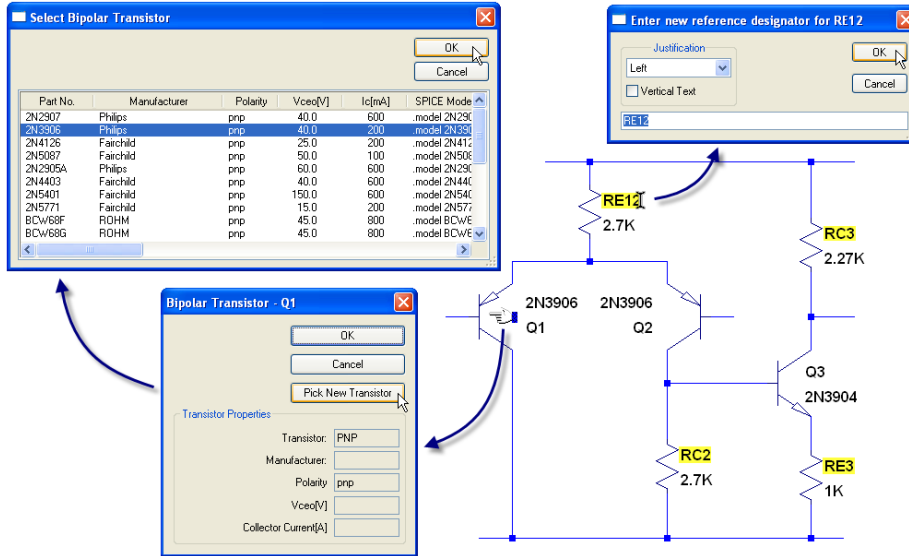 Select Bipolar Transistor
OK
Cancel
Part No. Manufacturer Polarity Vceo[V] Ic[mA] SPICE Mode
2N2907 Philips pnp 40.0 600 .model 2N290
2N3906 Philips pnp 40.0 200 .model 2N390
2N4126 Fairchild pnp 25.0 200 .model 2N412
2N5087 Fairchild pnp 50.0 100 .model 2N508
2N2905A Philips pnp 60.0 600 .model 2N290
2N4403 Fairchild pnp 40.0 600 .model 2N440
2N5401 Fairchild pnp 150.0 600 .model 2N540
2N5771 Fairchild pnp 15.0 200 .model 2N577
BCW68F ROHM pnp 45.0 800 .model BCW6
BCW68G ROHM pnp 45.0 800 .model BCW6
Enter new reference designator for RE12
Justification
Left
Vertical Text
OK
Cancel
RE12
RE12
2.7K
RC3
2.27K
2N3906
Q1
2N3906
Q2
Q3
2N3904
RC2
2.7K
RE3
1K
Bipolar Transistor - Q1
OK
Cancel
Pick New Transistor
Transistor Properties
Transistor: PNP
Manufacturer:
Polarity pnp
Vceo[V]
Collector Current[A]